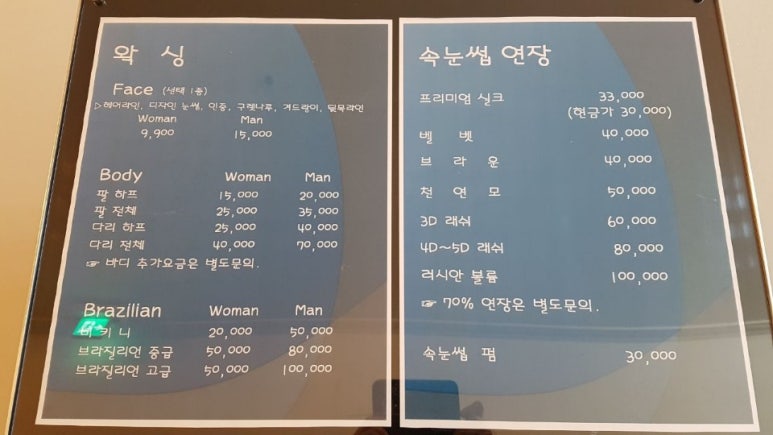 왁 싱
Face (선택 1종)
▷헤어라인, 디자인 눈썹, 인중, 구렛나루, 겨드랑이, 뒷목라인
Woman Man
9,900 15,000
Body Woman Man
팔 하프 15,000 20,000
팔 전체 25,000 35,000
다리 하프 25,000 40,000
다리 전체 40,000 70,000
☞ 바디 추가요금은 별도문의.
Brazilian Woman Man
비 키 니 20,000 50,000
브라질리언 중급 50,000 80,000
브라질리언 고급 50,000 100,000
속눈썹 연장
프리미엄 실크 33,000
(현금가 30,000)
벨 벳 40,000
브 라 운 40,000
천 연 모 50,000
3D 래쉬 60,000
4D~5D 래쉬 80,000
러시안 볼륨 100,000
☞ 70% 연장은 별도문의.
속눈썹 펌 30,000